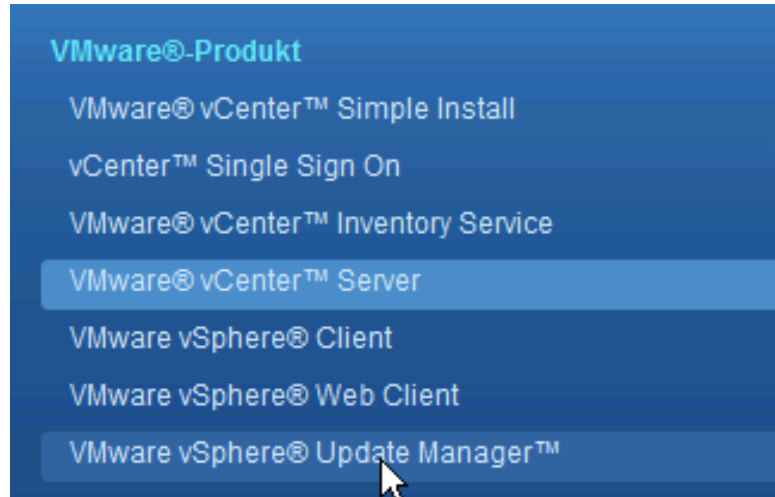 VMware®-Produkt
VMware® vCenter™ Simple Install
vCenter™ Single Sign On
VMware® vCenter™ Inventory Service
VMware® vCenter™ Server
VMware vSphere® Client
VMware vSphere® Web Client
VMware vSphere® Update Manager™